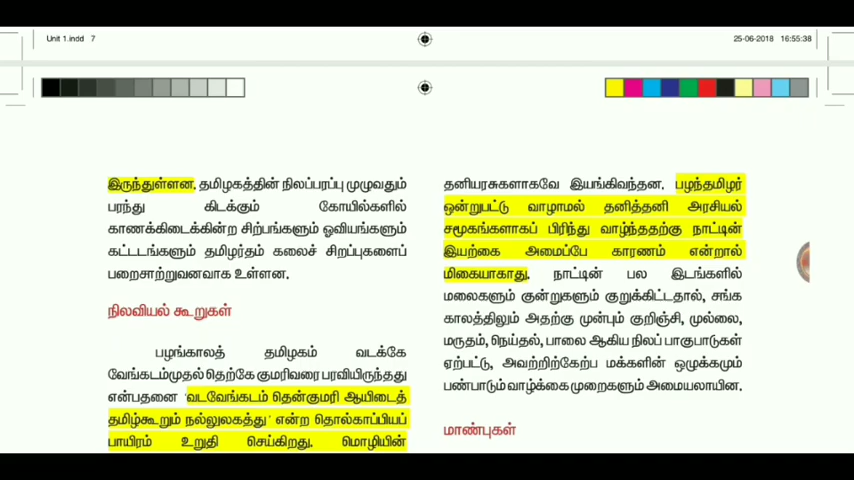 Unit 1.indd 7
25-06-2018 16:55:38
இருந்துள்ளன. தமிழகத்தின் நிலப்பரப்பு முழுவதும்
பரந்து கிடக்கும் கோயில்களில்
காணக்கிடைக்கின்ற சிற்பங்களும் ஓவியங்களும்
கட்டடங்களும் தமிழர்தம் கலைச் சிறப்புகளைப்
பறைசாற்றுவனவாக உள்ளன.
நிலவியல் கூறுகள்
பழங்காலத் தமிழகம் வடக்கே
வேங்கடம்முதல் தெற்கே குமரிவரை பரவியிருந்தது
என்பதனை 'வடவேங்கடம் தென்குமரி ஆயிடைத்
தமிழ்கூறும் நல்லுலகத்து' என்ற தொல்காப்பியப்
பாயிரம் உறுதி செய்கிறது. மொழியின்
தனியரசுகளாகவே இயங்கிவந்தன. பழந்தமிழர்
ஒன்றுபட்டு வாழாமல் தனித்தனி அரசியல்
சமூகங்களாகப் பிரிந்து வாழ்ந்ததற்கு நாட்டின்
இயற்கை அமைப்பே காரணம் என்றால்
மிகையாகாது. நாட்டின் பல இடங்களில்
மலைகளும் குன்றுகளும் குறுக்கிட்டதால், சங்க
காலத்திலும் அதற்கு முன்பும் குறிஞ்சி, முல்லை,
மருதம், நெய்தல், பாலை ஆகிய நிலப் பாகுபாடுகள்
ஏற்பட்டு, அவற்றிற்கேற்ப மக்களின் ஒழுக்கமும்
பண்பாடும் வாழ்க்கை முறைகளும் அமையலாயின.
மாண்புகள்